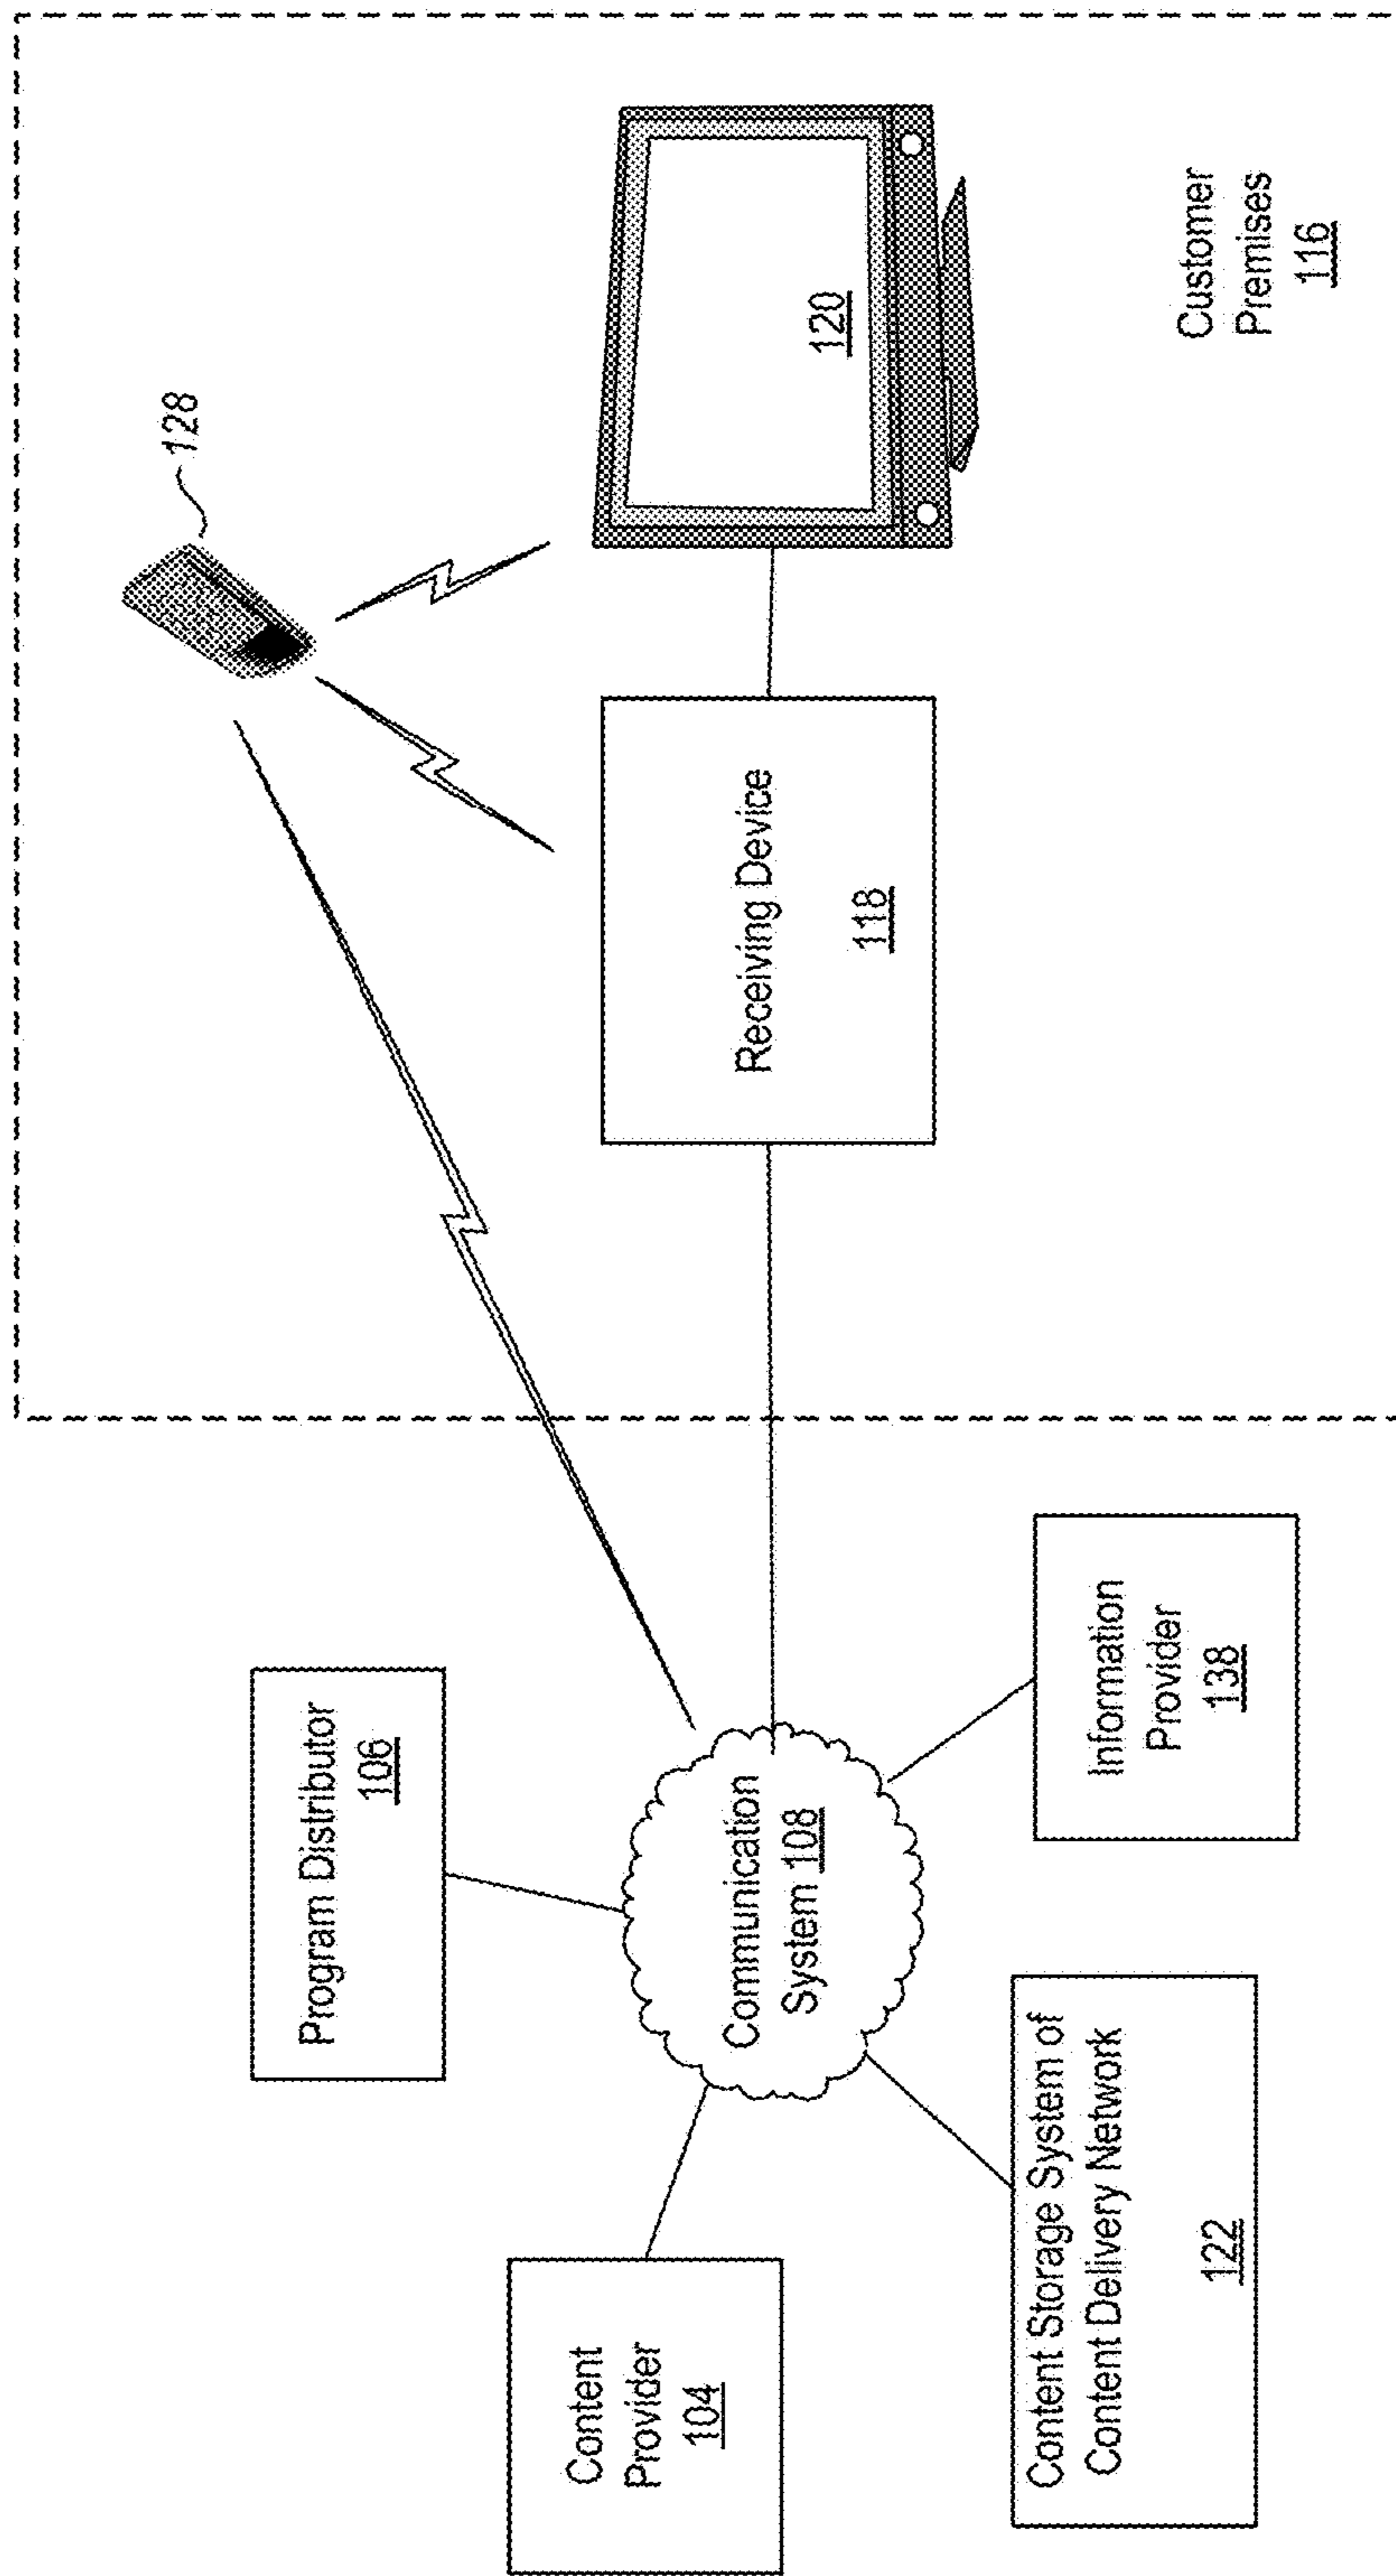 Program Distributor
106
128
Content
Provider
104
Communication
System 108
Receiving Device
118
120
Content Storage System of
Content Delivery Network
122
Information
Provider
138
Customer
Premises
116